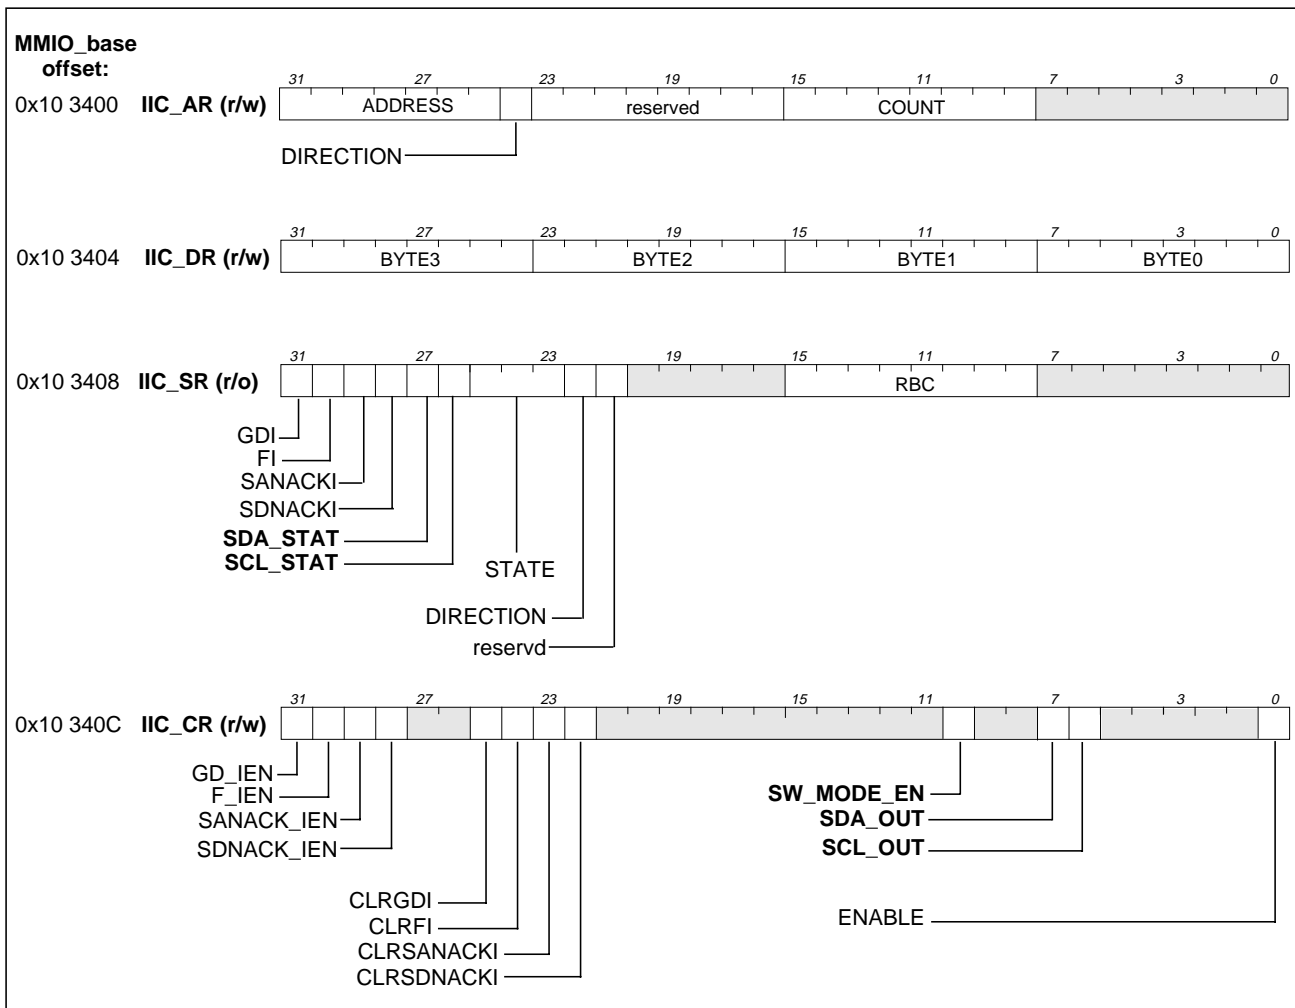 MMIO_base
offset:
31 27 23 19 15 11 7 3 0
0x10 3400 IIC_AR (r/w) ADDRESS reserved COUNT
DIRECTION
31 27 23 19 15 11 7 3 0
0x10 3404 IIC_DR (r/w) BYTE3 BYTE2 BYTE1 BYTE0
31 27 23 19 15 11 7 3 0
0x10 3408 IIC_SR (r/o) RBC
GDI
FI
SANACKI
SDNACKI
SDA_STAT
SCL_STAT
STATE
DIRECTION
reservd
31 27 23 19 15 11 7 3 0
0x10 340C IIC_CR (r/w)
GD_IEN
F_IEN
SANACK_IEN
SDNACK_IEN
SW_MODE_EN
SDA_OUT
SCL_OUT
CLRGDI
CLRFI
CLRSANACKI
CLRSDNACKI
ENABLE